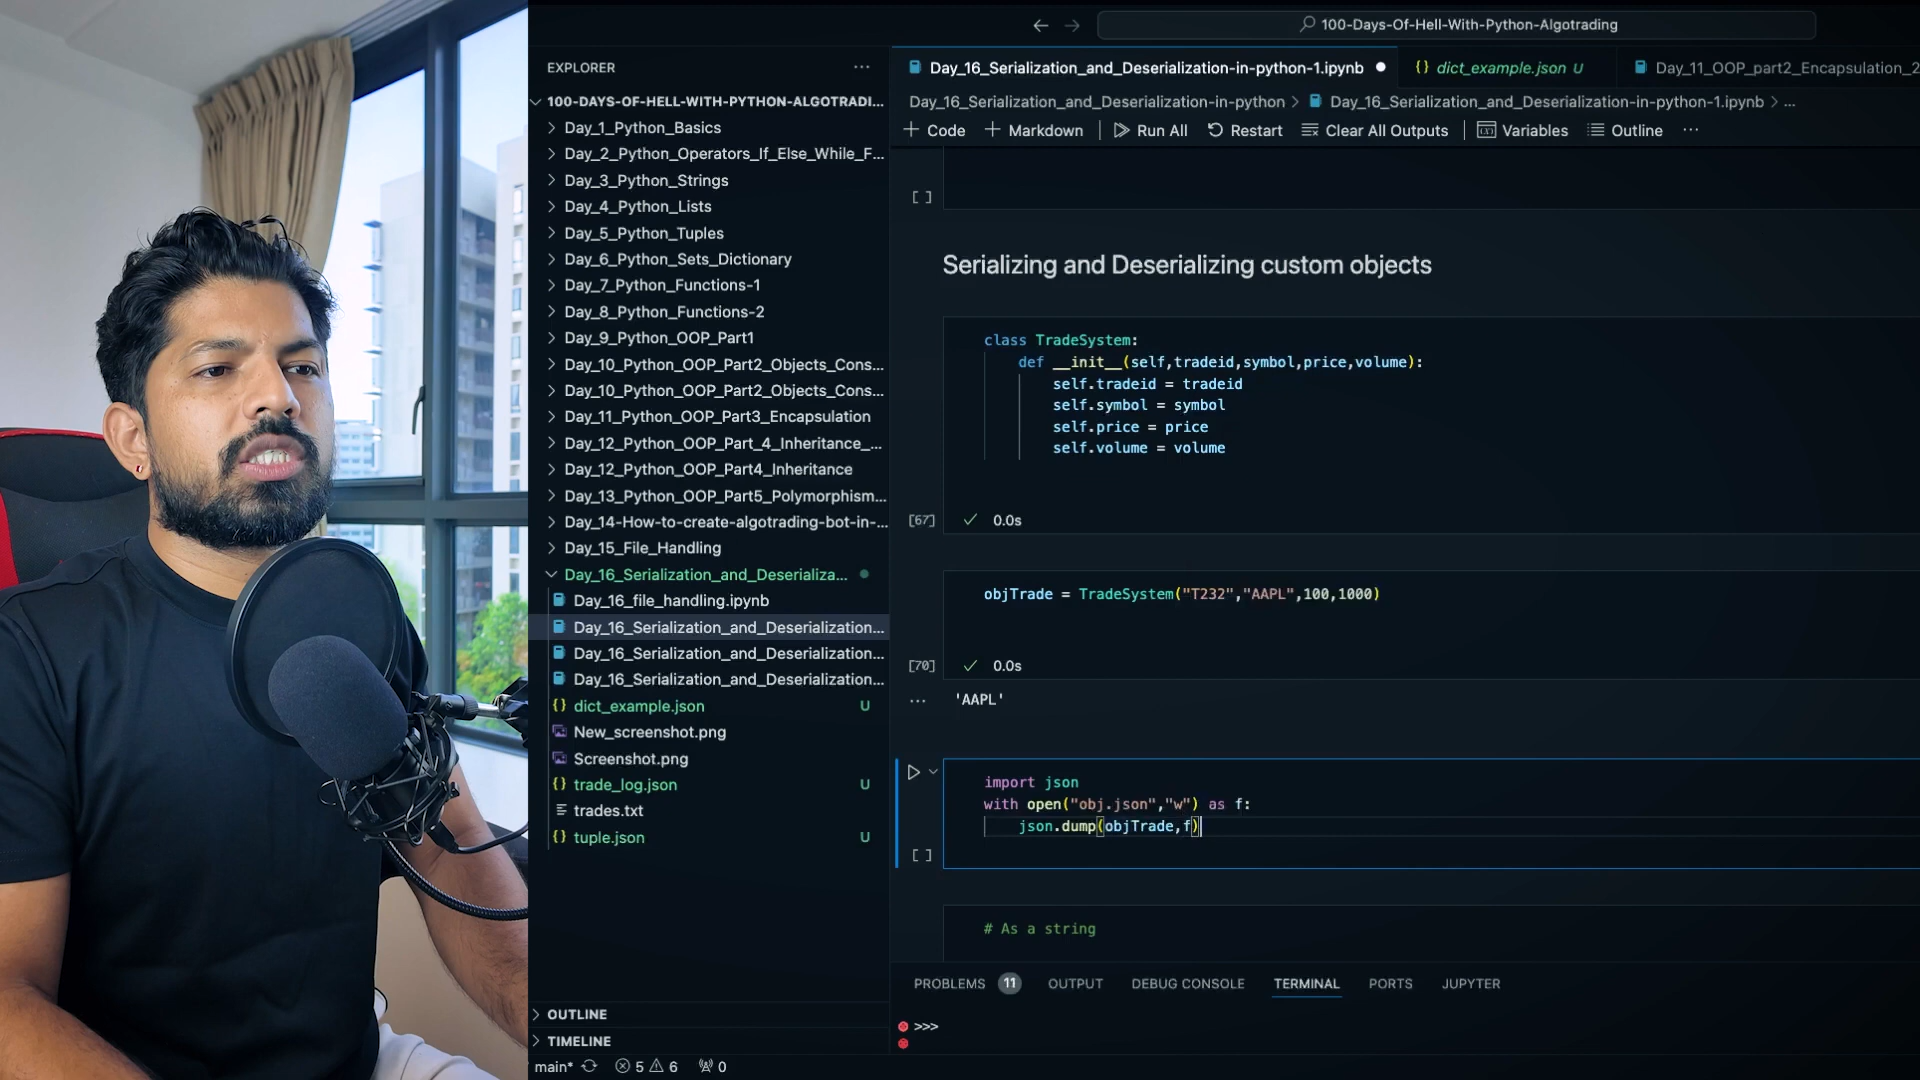 100-Days-Of-Hell-With-Python-Algotrading
EXPLORER
100-DAYS-OF-HELL-WITH-PYTHON-ALGOTRADI...
Day_1_Python_Basics
Day_2_Python_Operators_If_Else_While_F...
Day_3_Python_Strings
Day_4_Python_Lists
Day_5_Python_Tuples
Day_6_Python_Sets_Dictionary
Day_7_Python_Functions-1
Day_8_Python_Functions-2
Day_9_Python_OOP_Part1
Day_10_Python_OOP_Part2_Objects_Cons...
Day_10_Python_OOP_Part2_Objects_Cons...
Day_11_Python_OOP_Part3_Encapsulation
Day_12_Python_OOP_Part_4_Inheritance_...
Day_12_Python_OOP_Part4_Inheritance
Day_13_Python_OOP_Part5_Polymorphism...
Day_14-How-to-create-algotrading-bot-in-...
Day_15_File_Handling
Day_16_Serialization_and_Deserializa...
Day_16_file_handling.ipynb
Day_16_Serialization_and_Deserialization...
Day_16_Serialization_and_Deserialization...
Day_16_Serialization_and_Deserialization...
dict_example.json U
New_screenshot.png
Screenshot.png
trade_log.json U
trades.txt
tuple.json U
OUTLINE
TIMELINE
main* 5 6 0
Day_16_Serialization_and_Deserialization-in-python-1.ipynb
dict_example.json U
Day_11_OOP_part2_Encapsulation_2
Day_16_Serialization_and_Deserialization-in-python > Day_16_Serialization_and_Deserialization-in-python-1.ipynb > ...
+ Code + Markdown | Run All Restart Clear All Outputs | Variables Outline ...
[ ]
Serializing and Deserializing custom objects
class TradeSystem:
def __init__(self,tradeid,symbol,price,volume):
self.tradeid = tradeid
self.symbol = symbol
self.price = price
self.volume = volume
[67] 0.0s
objTrade = TradeSystem("T232","AAPL",100,1000)
[70] 0.0s
... 'AAPL'
import json
with open("obj.json","w") as f:
json.dump(objTrade,f)
[ ]
# As a string
PROBLEMS 11 OUTPUT DEBUG CONSOLE TERMINAL PORTS JUPYTER
>>>